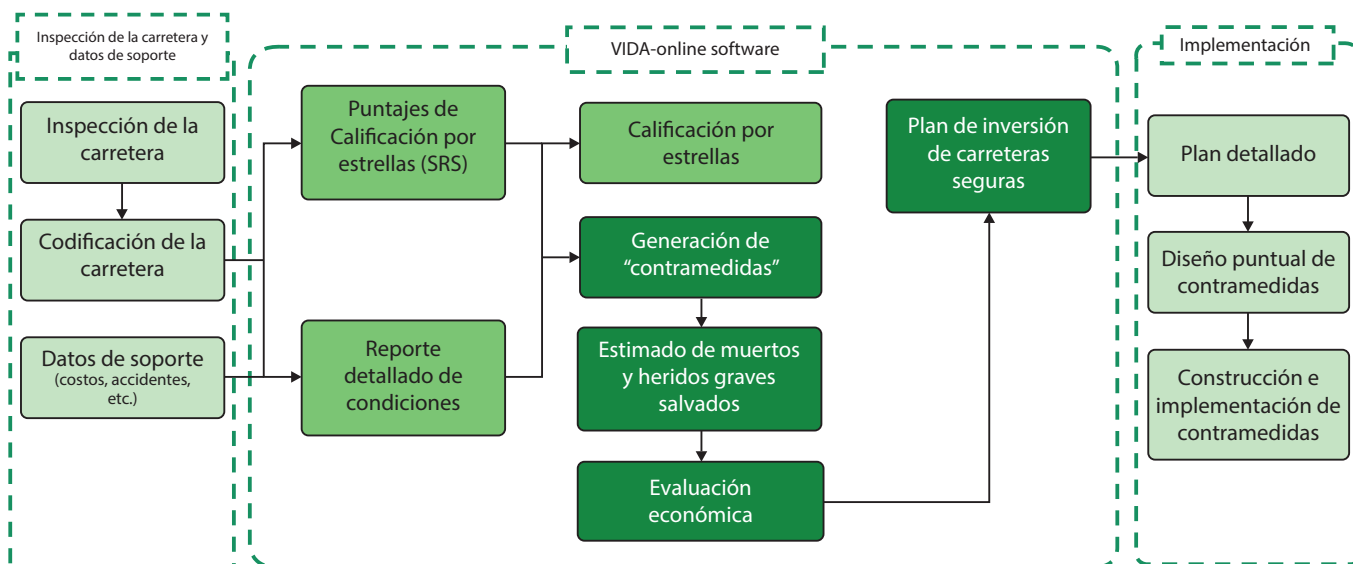 Inspección de la carretera y
datos de soporte
Inspección de la
carretera
Codificación de la
carretera
Datos de soporte
(costos, accidentes,
etc.)
VIDA-online software
Puntajes de
Calificación por
estrellas (SRS)
Reporte
detallado de
condiciones
Calificación por
estrellas
Generación de
“contramedidas”
Estimado de muertos
y heridos graves
salvados
Evaluación
económica
Plan de inversión
de carreteras
seguras
Implementación
Plan detallado
Diseño puntual de
contramedidas
Construcción e
implementación de
contramedidas